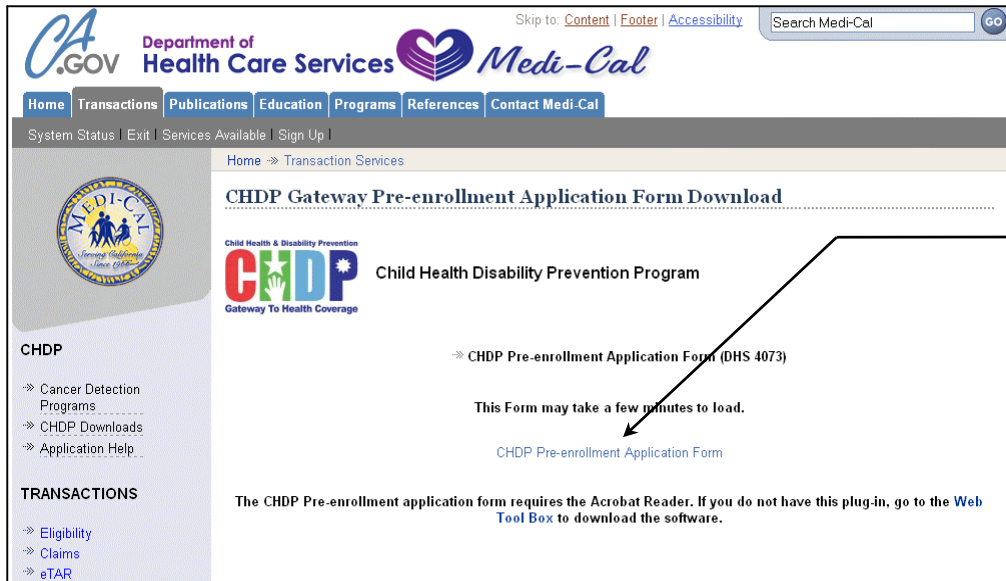 Skip to: Content | Footer | Accessibility
Search Medi-Cal
GO
CA
.GOV
Department of
Health Care Services
Medi-Cal
Home Transactions Publications Education Programs References Contact Medi-Cal
System Status | Exit | Services Available | Sign Up |
Home → Transaction Services
MEDI-CAL
Serving California
Since 1966
CHDP Gateway Pre-enrollment Application Form Download
Child Health & Disability Prevention
CHDP
Gateway To Health Coverage
Child Health Disability Prevention Program
CHDP Pre-enrollment Application Form (DHS 4073)
This Form may take a few minutes to load.
CHDP Pre-enrollment Application Form
The CHDP Pre-enrollment application form requires the Acrobat Reader. If you do not have this plug-in, go to the Web
Tool Box to download the software.
CHDP
Cancer Detection
Programs
CHDP Downloads
Application Help
TRANSACTIONS
Eligibility
Claims
eTAR